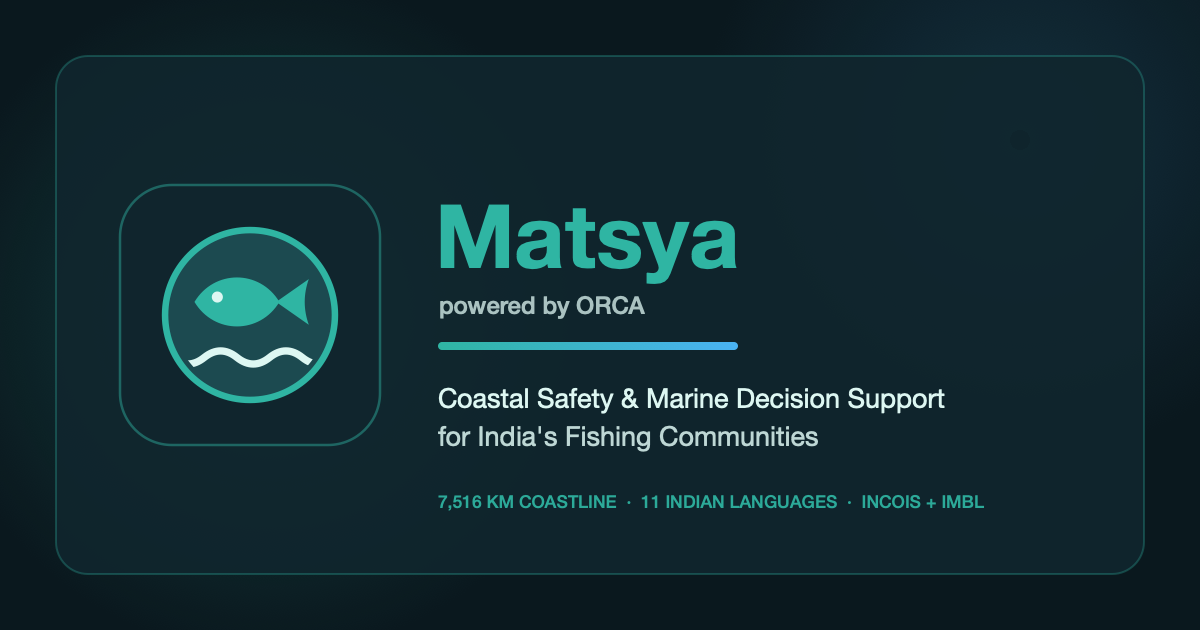 Matsya
powered by ORCA
Coastal Safety & Marine Decision Support
for India's Fishing Communities
7,516 KM COASTLINE · 11 INDIAN LANGUAGES · INCOIS + IMBL